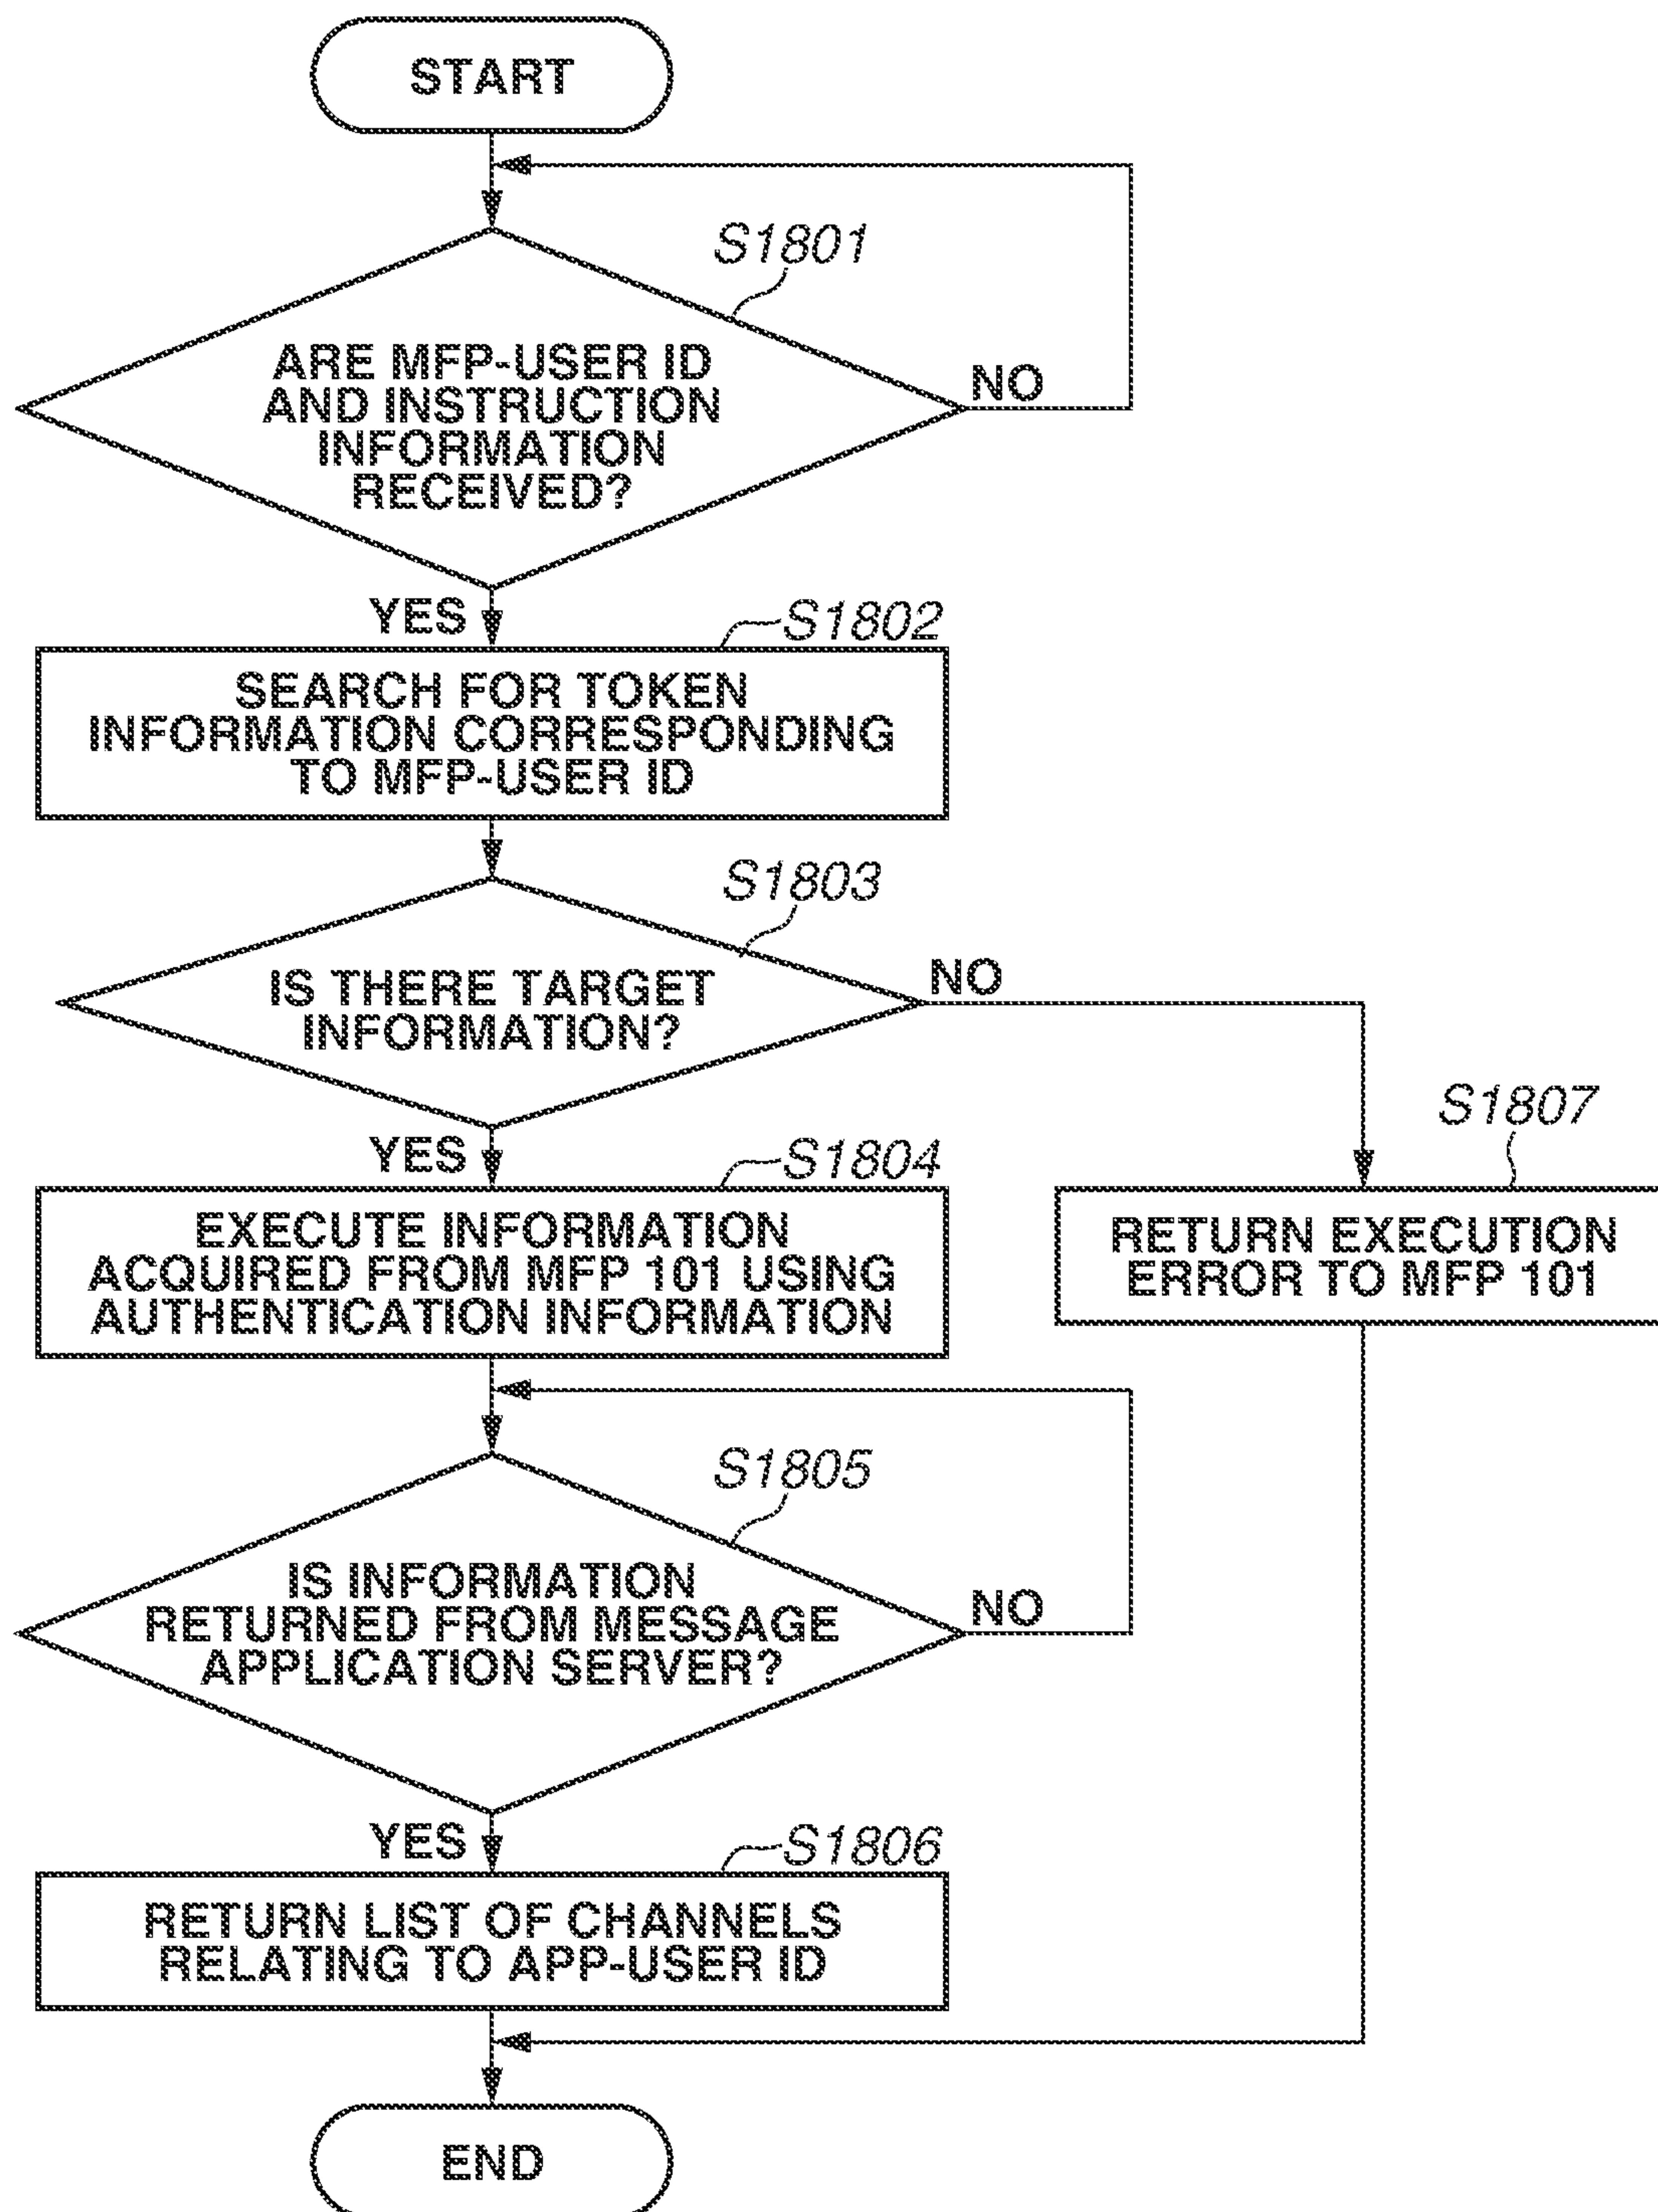 START
S1801
ARE MFP-USER ID
AND INSTRUCTION
INFORMATION
RECEIVED?
NO
YES
S1802
SEARCH FOR TOKEN
INFORMATION CORRESPONDING
TO MFP-USER ID
S1803
IS THERE TARGET
INFORMATION?
NO
YES
S1804
EXECUTE INFORMATION
ACQUIRED FROM MFP 101 USING
AUTHENTICATION INFORMATION
S1807
RETURN EXECUTION
ERROR TO MFP 101
S1805
IS INFORMATION
RETURNED FROM MESSAGE
APPLICATION SERVER?
NO
YES
S1806
RETURN LIST OF CHANNELS
RELATING TO APP-USER ID
END